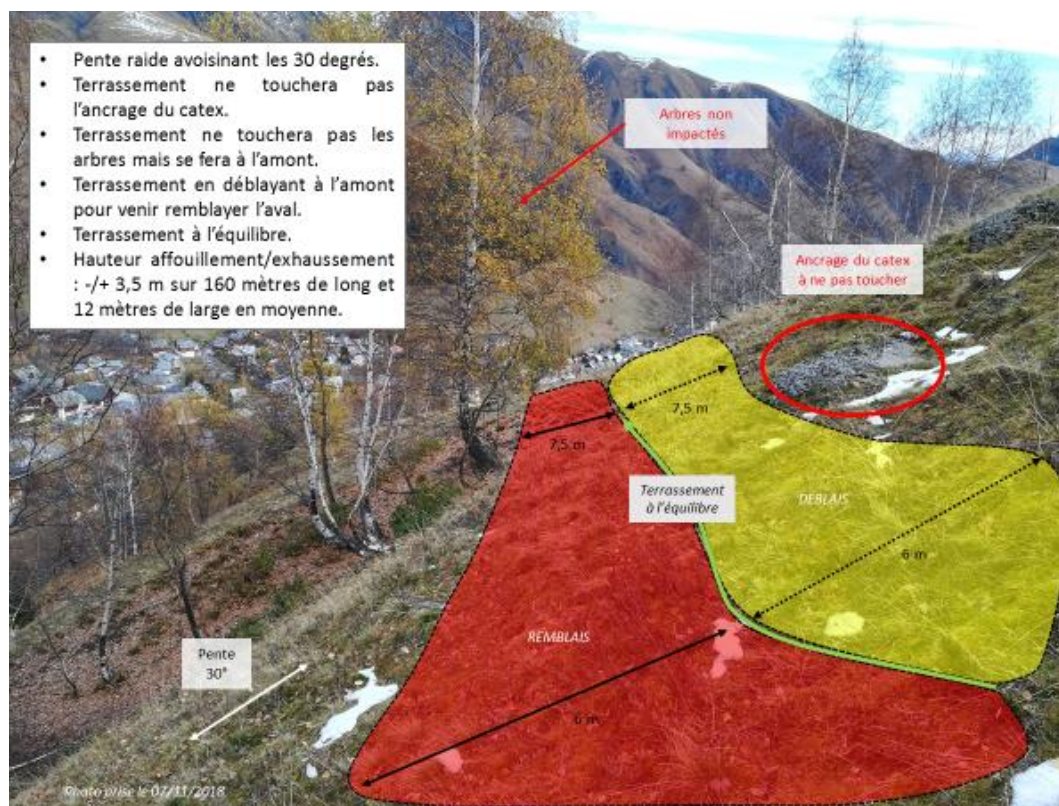 • Pente raide avoisinant les 30 degrés.
• Terrassement ne touchera pas
l'ancrage du catex.
• Terrassement ne touchera pas les
arbres mais se fera à l'amont.
• Terrassement en déblayant à l'amont
pour venir remblayer l'aval.
• Terrassement à l'équilibre.
• Hauteur affouillement/exhaussement
: -/+ 3,5 m sur 160 mètres de long et
12 mètres de large en moyenne.
Arbres non
impactés
Ancrage du catex
à ne pas toucher
7,5 m
7,5 m
Terrassement
à l'équilibre
DEBLAIS
6 m
REMBLAIS
Pente
30°
6 m
Photo prise le 07/11/2018